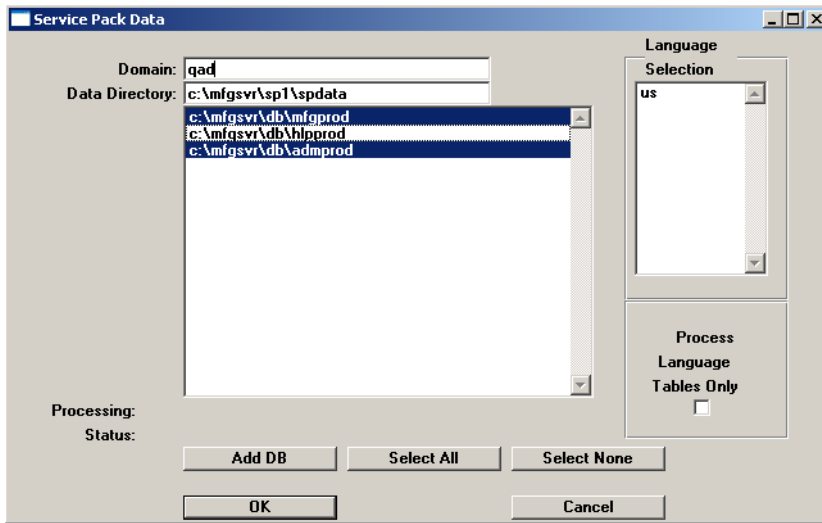 Service Pack Data
Language
Domain: qad
Selection
Data Directory: c:\mfgsvr\sp1\spdata
us
c:\mfgsvr\db\mfgprod
c:\mfgsvr\db\hlpprod
c:\mfgsvr\db\admprod
Process
Language
Tables Only
Processing:
Status:
Add DB Select All Select None
OK Cancel